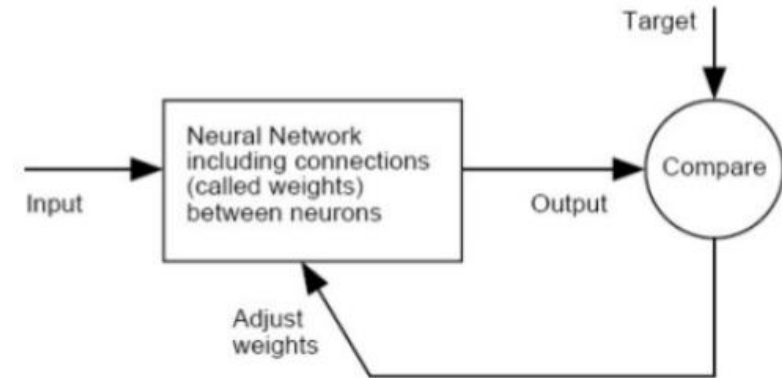 Target
Neural Network
including connections
(called weights)
between neurons
Compare
Input
Output
Adjust
weights